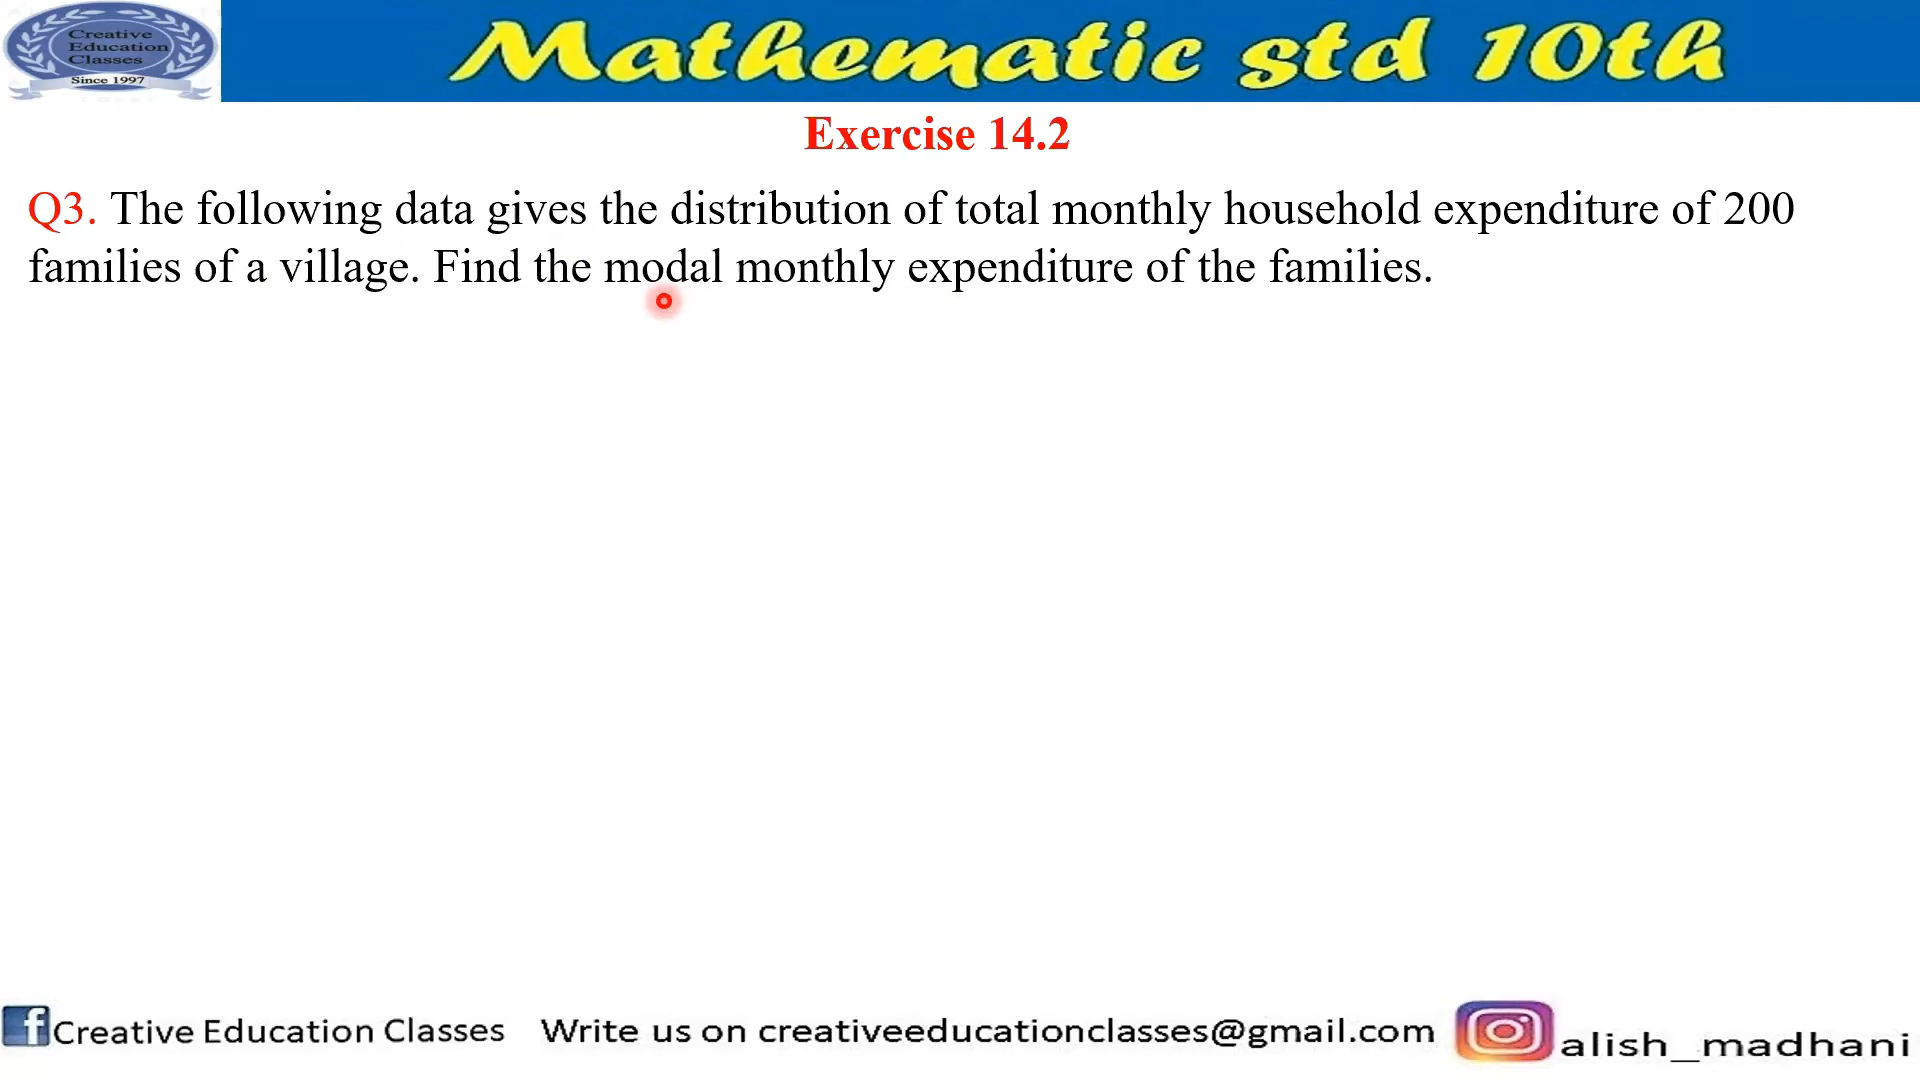 Creative
Education
Classes
Since 1997
Mathematic std 10th
Exercise 14.2
Q3. The following data gives the distribution of total monthly household expenditure of 200
families of a village. Find the modal monthly expenditure of the families.
f Creative Education Classes Write us on creativeeducationclasses@gmail.com alish_madhani